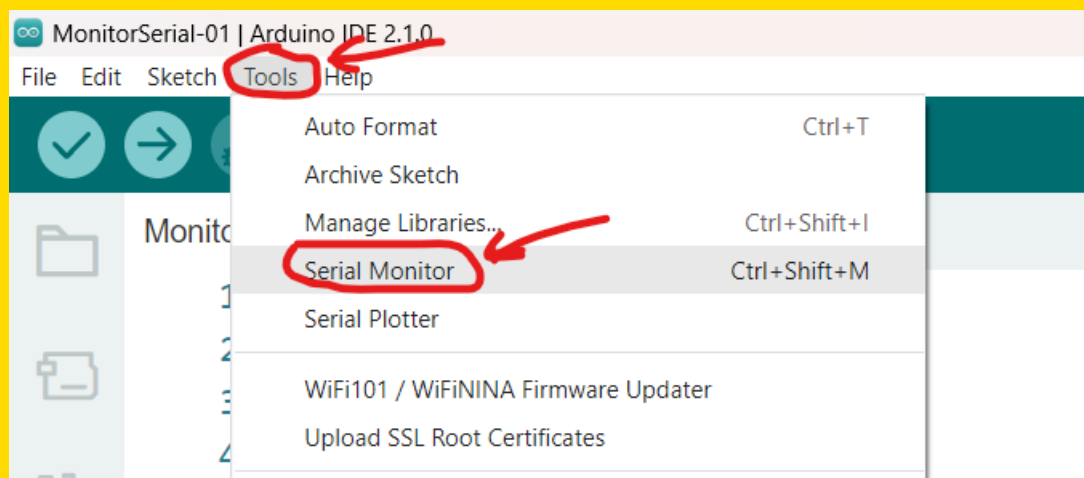 MonitorSerial-01 | Arduino IDE 2.1.0
File Edit Sketch Tools Help
Auto Format Ctrl+T
Archive Sketch
Manage Libraries... Ctrl+Shift+I
Serial Monitor Ctrl+Shift+M
Serial Plotter
WiFi101 / WiFiNINA Firmware Updater
Upload SSL Root Certificates